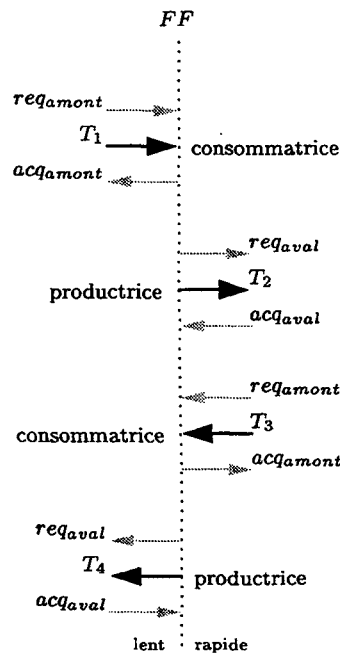 FF
req_amont
T_1
consommatrice
acq_amont
req_aval
productrice
T_2
acq_aval
req_amont
consommatrice
T_3
acq_amont
req_aval
T_4
productrice
acq_aval
lent rapide